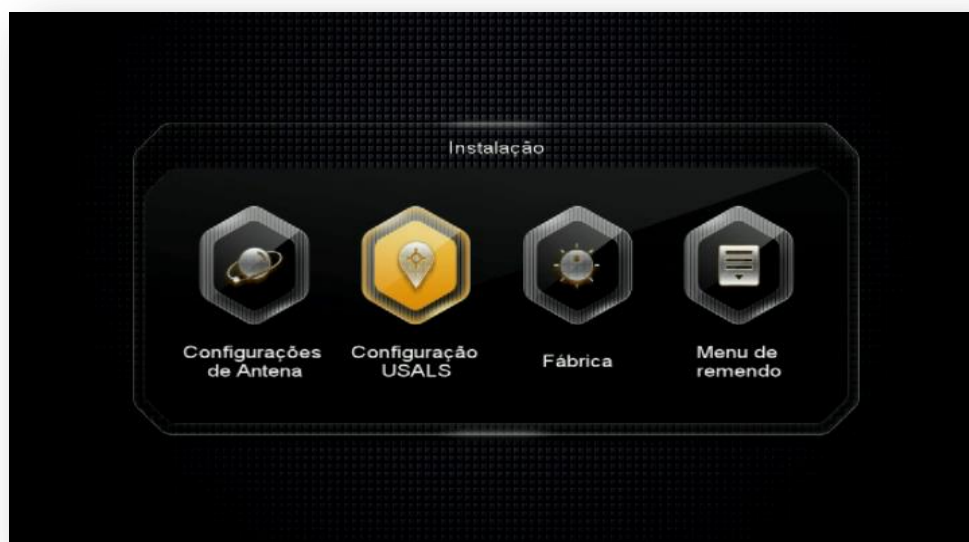 Instalação
Configurações
de Antena
Configuração
USALS
Fábrica
Menu de
remendo